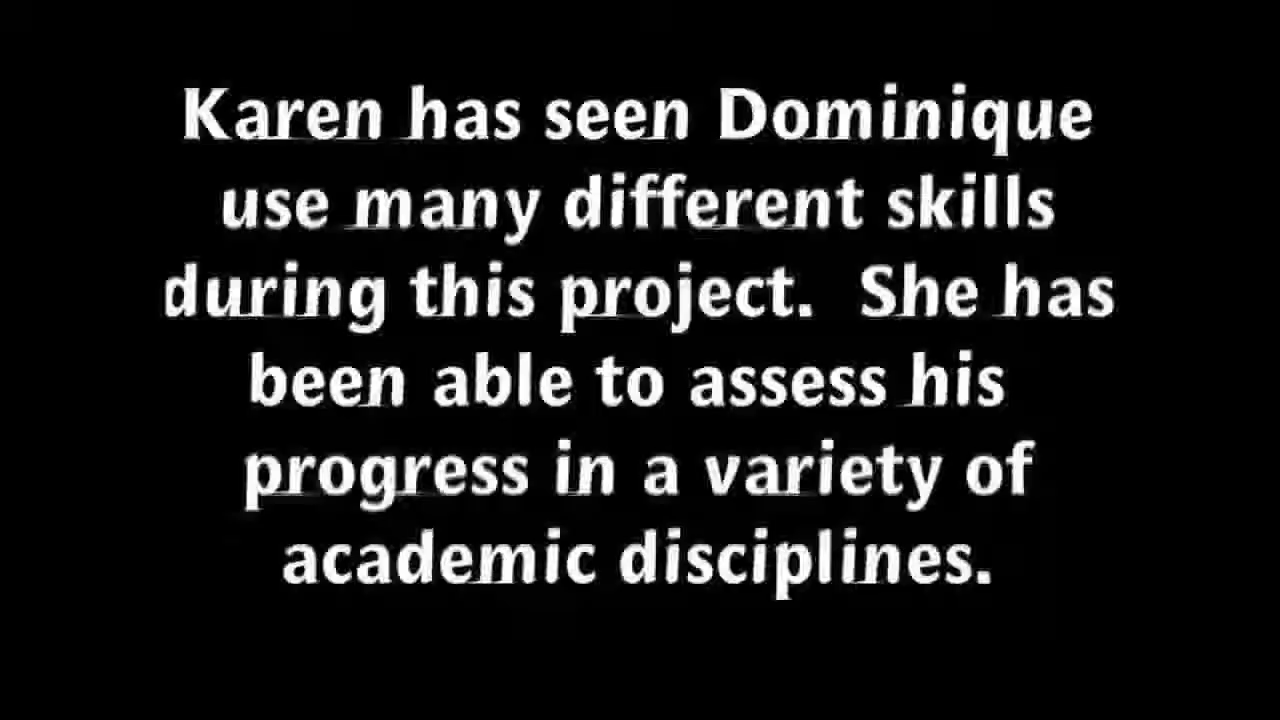 Karen has seen Dominique
use many different skills
during this project.  She has
been able to assess his
progress in a variety of
academic disciplines.